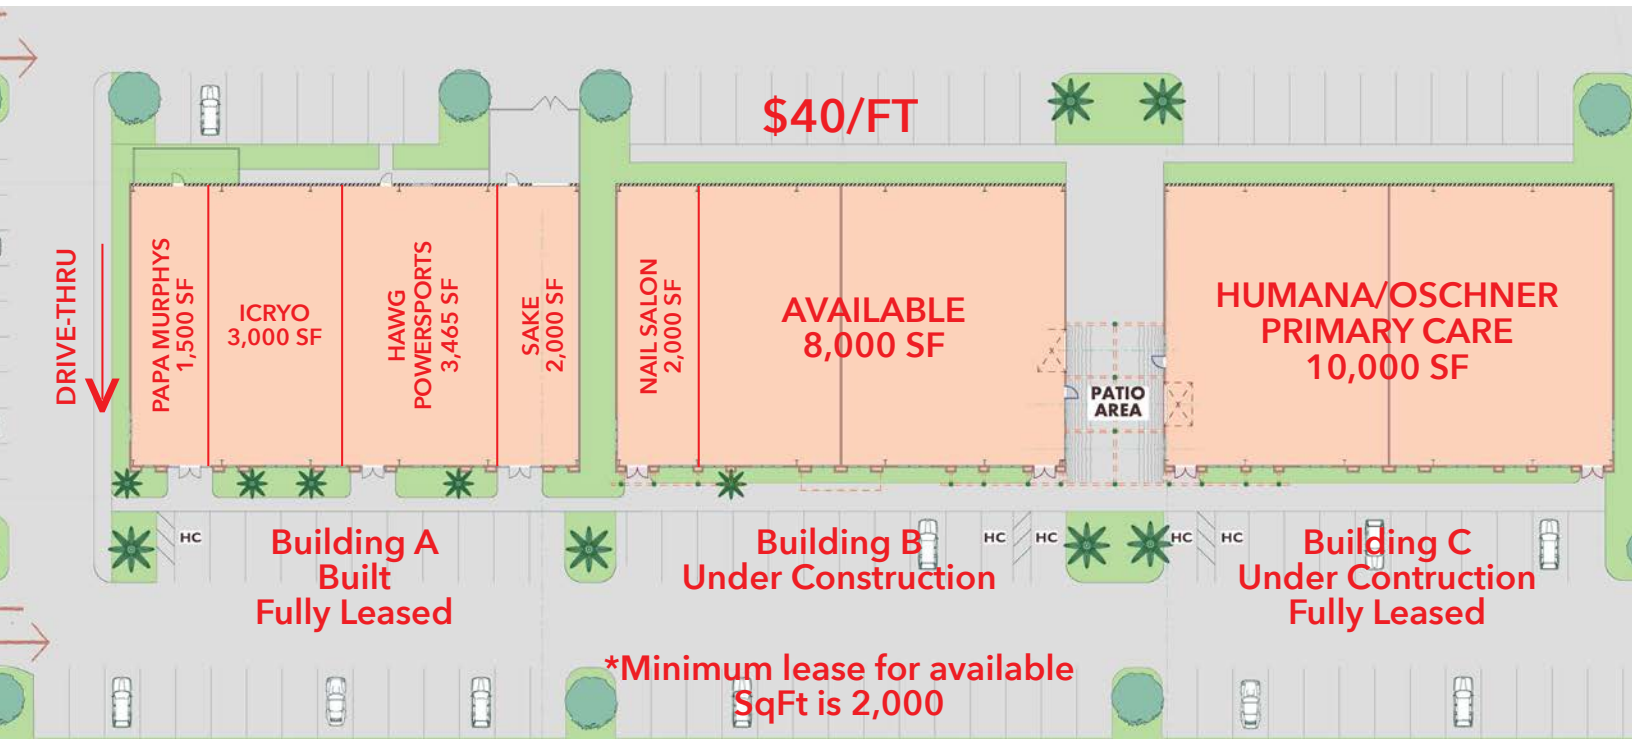 $40/FT
DRIVE-THRU
PAPA MURPHYS
1,500 SF
ICRYO
3,000 SF
HAWG
POWERSPORTS
3,465 SF
SAKE
2,000 SF
NAIL SALON
2,000 SF
AVAILABLE
8,000 SF
PATIO
AREA
HUMANA/OSCHNER
PRIMARY CARE
10,000 SF
HC
Building A
Built
Fully Leased
Building B
Under Construction
HC
HC
HC
HC
Building C
Under Contruction
Fully Leased
*Minimum lease for available
SqFt is 2,000